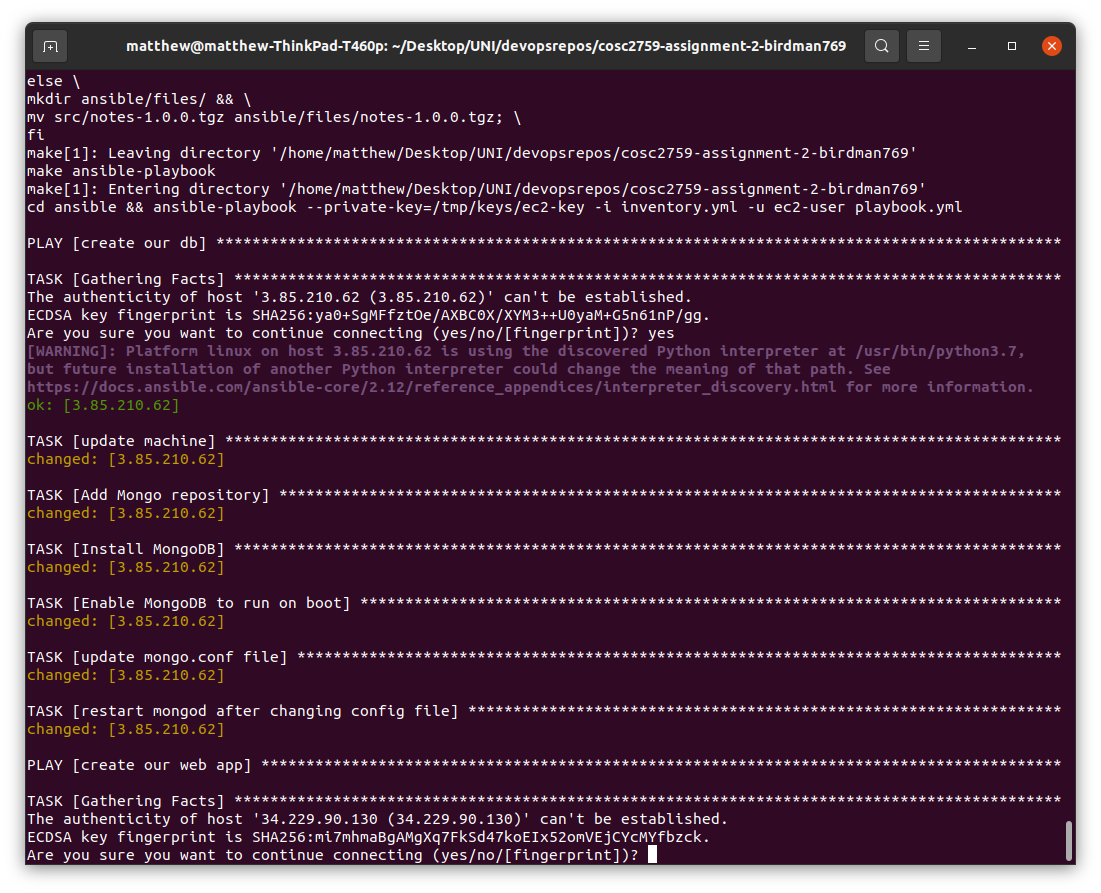 matthew@matthew-ThinkPad-T460p: ~/Desktop/UNI/devopsrepos/cosc2759-assignment-2-birdman769
else \
mkdir ansible/files/ && \
mv src/notes-1.0.0.tgz ansible/files/notes-1.0.0.tgz; \
fi
make[1]: Leaving directory '/home/matthew/Desktop/UNI/devopsrepos/cosc2759-assignment-2-birdman769'
make ansible-playbook
make[1]: Entering directory '/home/matthew/Desktop/UNI/devopsrepos/cosc2759-assignment-2-birdman769'
cd ansible && ansible-playbook --private-key=/tmp/keys/ec2-key -i inventory.yml -u ec2-user playbook.yml
PLAY [create our db] **********************************************************************************************
TASK [Gathering Facts] ********************************************************************************************
The authenticity of host '3.85.210.62 (3.85.210.62)' can't be established.
ECDSA key fingerprint is SHA256:ya0+SgMFfztOe/AXBC0X/XYM3++U0yaM+G5n61nP/gg.
Are you sure you want to continue connecting (yes/no/[fingerprint])? yes
[WARNING]: Platform linux on host 3.85.210.62 is using the discovered Python interpreter at /usr/bin/python3.7,
but future installation of another Python interpreter could change the meaning of that path. See
https://docs.ansible.com/ansible-core/2.12/reference_appendices/interpreter_discovery.html for more information.
ok: [3.85.210.62]
TASK [update machine] *********************************************************************************************
changed: [3.85.210.62]
TASK [Add Mongo repository] ***************************************************************************************
changed: [3.85.210.62]
TASK [Install MongoDB] ********************************************************************************************
changed: [3.85.210.62]
TASK [Enable MongoDB to run on boot] ******************************************************************************
changed: [3.85.210.62]
TASK [update mongo.conf file] *************************************************************************************
changed: [3.85.210.62]
TASK [restart mongod after changing config file] ******************************************************************
changed: [3.85.210.62]
PLAY [create our web app] *****************************************************************************************
TASK [Gathering Facts] ********************************************************************************************
The authenticity of host '34.229.90.130 (34.229.90.130)' can't be established.
ECDSA key fingerprint is SHA256:mi7mhmaBgAMgXq7FkSd47koEIx52omVEjCYcMYfbzck.
Are you sure you want to continue connecting (yes/no/[fingerprint])?